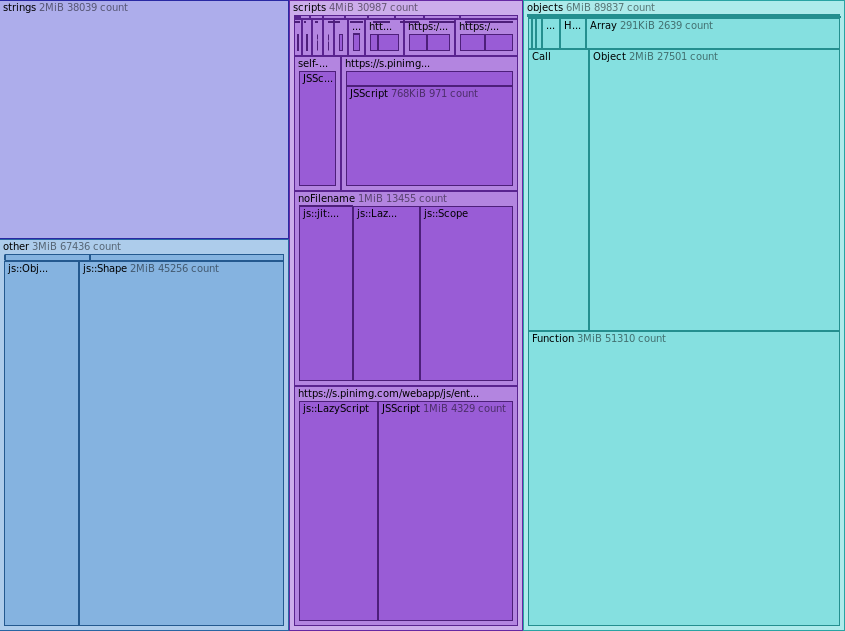 strings 2MiB 38039 count
other 3MiB 67436 count
js::Obj...
js::Shape 2MiB 45256 count
scripts 4MiB 30987 count
...
htt...
https:/...
https:/...
self-...
JSSc...
https://s.pinimg...
JSScript 768KiB 971 count
noFilename 1MiB 13455 count
js::jit:...
js::Laz...
js::Scope
https://s.pinimg.com/webapp/js/ent...
js::LazyScript
JSScript 1MiB 4329 count
objects 6MiB 89837 count
...
H...
Array 291KiB 2639 count
Call
Object 2MiB 27501 count
Function 3MiB 51310 count